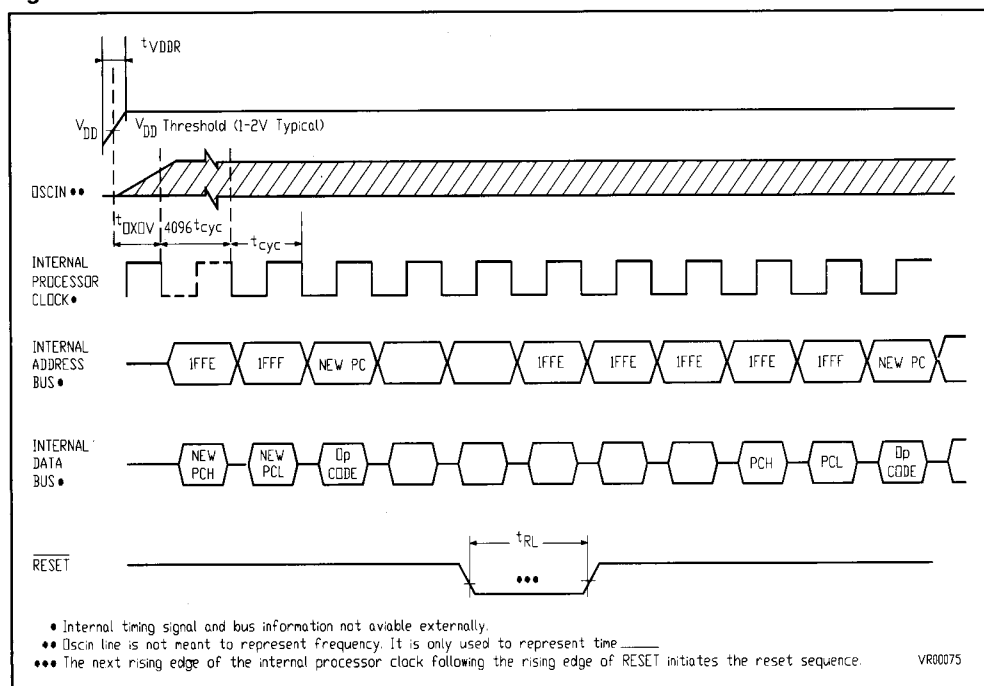 tVDDR
VDD
VDD Threshold (1-2V Typical)
OSCIN ••
tOXOV 4096 tcyc tcyc
INTERNAL
PROCESSOR
CLOCK •
INTERNAL
ADDRESS
BUS •
1FFE 1FFF NEW PC 1FFE 1FFE 1FFE 1FFE 1FFF NEW PC
INTERNAL
DATA
BUS •
NEW PCH NEW PCL Op CODE PCH PCL Op CODE
tRL
RESET
•••
• Internal timing signal and bus information not aviable externally.
•• Oscin line is not meant to represent frequency. It is only used to represent time
••• The next rising edge of the internal processor clock following the rising edge of RESET initiates the reset sequence.
VR00075